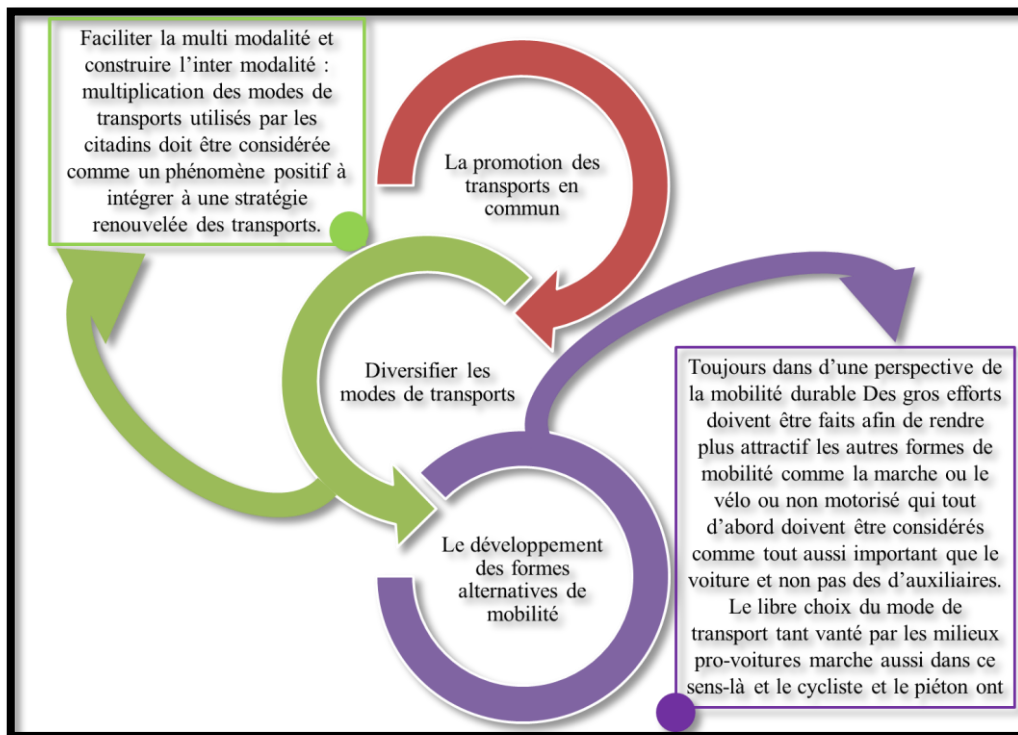 Faciliter la multi modalité et
construire l’inter modalité :
multiplication des modes de
transports utilisés par les
citadins doit être considérée
comme un phénomène positif à
intégrer à une stratégie
renouvelée des transports.
La promotion des
transports en
commun
Diversifier les
modes de transports
Le développement
des formes
alternatives de
mobilité
Toujours dans d’une perspective de
la mobilité durable Des gros efforts
doivent être faits afin de rendre
plus attractif les autres formes de
mobilité comme la marche ou le
vélo ou non motorisé qui tout
d’abord doivent être considérés
comme tout aussi important que le
voiture et non pas des d’auxiliaires.
Le libre choix du mode de
transport tant vanté par les milieux
pro-voitures marche aussi dans ce
sens-là et le cycliste et le piéton ont